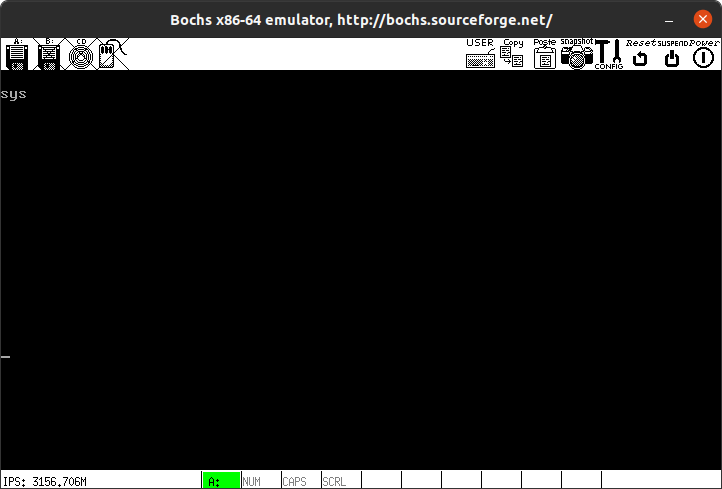 Bochs x86-64 emulator, http://bochs.sourceforge.net/
A: B: CD USER Copy Paste snapshot CONFIG Reset SUSPEND Power
sys
IPS: 3156.706M A: NUM CAPS SCRL